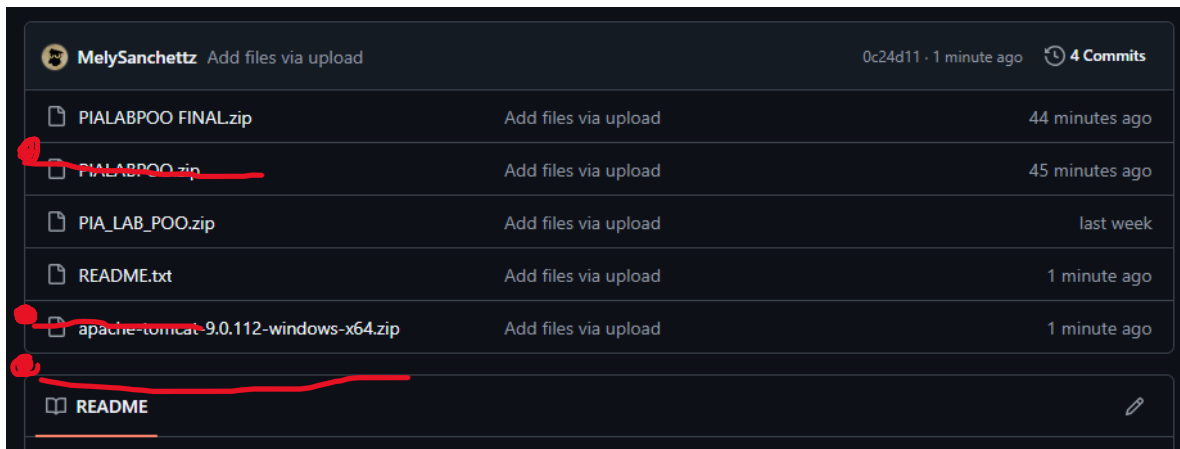 MelySanchettz Add files via upload 0c24d11 · 1 minute ago 4 Commits
PIALABPOO FINAL.zip Add files via upload 44 minutes ago
PIALABPOO.zip Add files via upload 45 minutes ago
PIA_LAB_POO.zip Add files via upload last week
README.txt Add files via upload 1 minute ago
apache-tomcat-9.0.112-windows-x64.zip Add files via upload 1 minute ago
README